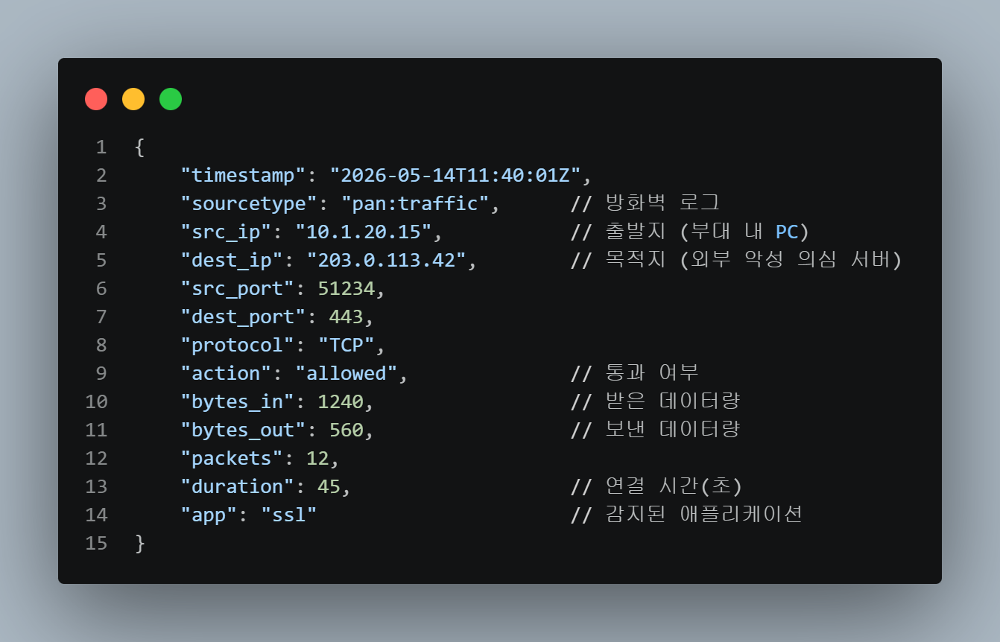 1 {
2 "timestamp": "2026-05-14T11:40:01Z",
3 "sourcetype": "pan:traffic", // 방화벽 로그
4 "src_ip": "10.1.20.15", // 출발지 (부대 내 PC)
5 "dest_ip": "203.0.113.42", // 목적지 (외부 악성 의심 서버)
6 "src_port": 51234,
7 "dest_port": 443,
8 "protocol": "TCP",
9 "action": "allowed", // 통과 여부
10 "bytes_in": 1240, // 받은 데이터량
11 "bytes_out": 560, // 보낸 데이터량
12 "packets": 12,
13 "duration": 45, // 연결 시간(초)
14 "app": "ssl" // 감지된 애플리케이션
15 }